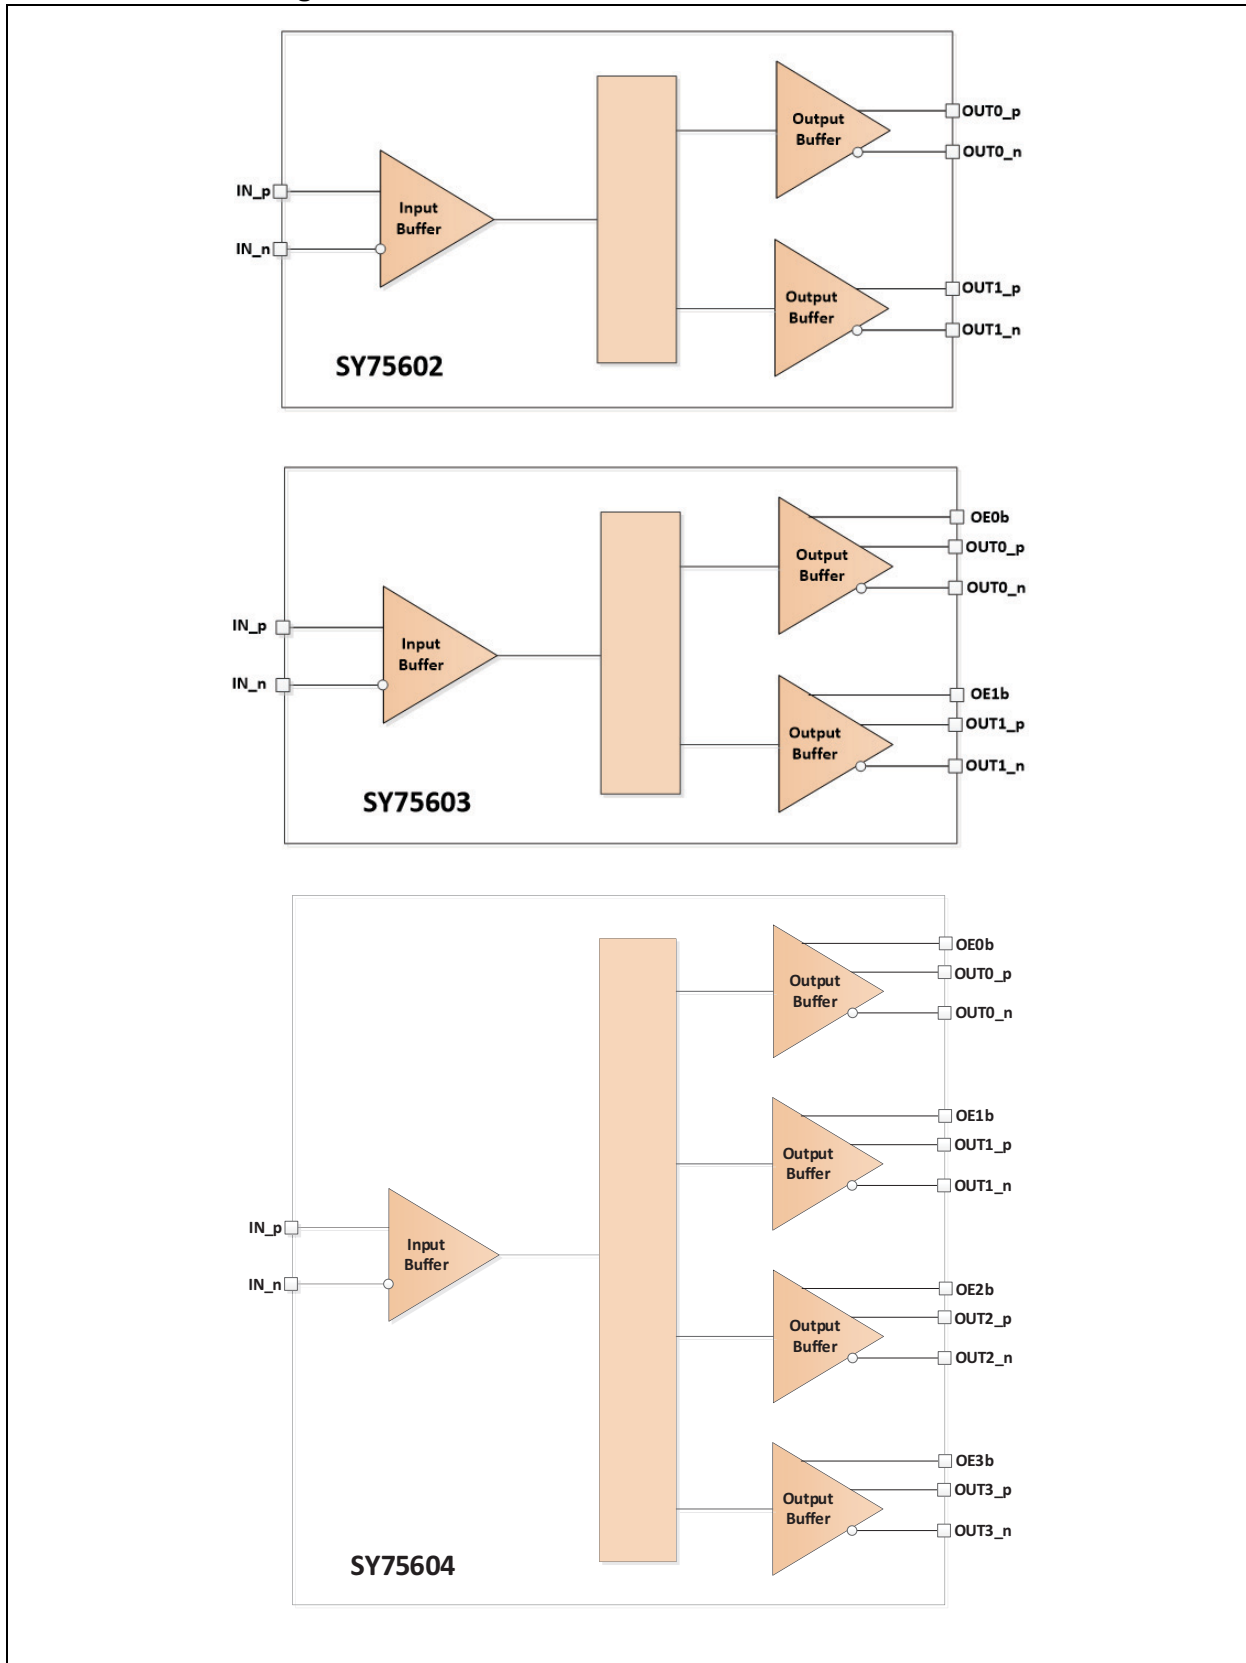 OUT0_p
Output
Buffer
OUT0_n
IN_p
Input
Buffer
IN_n
OUT1_p
Output
Buffer
OUT1_n
SY75602
OE0b
OUT0_p
Output
Buffer
OUT0_n
IN_p
Input
Buffer
IN_n
OE1b
OUT1_p
Output
Buffer
OUT1_n
SY75603
OE0b
OUT0_p
Output
Buffer
OUT0_n
OE1b
OUT1_p
Output
Buffer
OUT1_n
IN_p
Input
Buffer
IN_n
OE2b
OUT2_p
Output
Buffer
OUT2_n
OE3b
OUT3_p
Output
Buffer
OUT3_n
SY75604